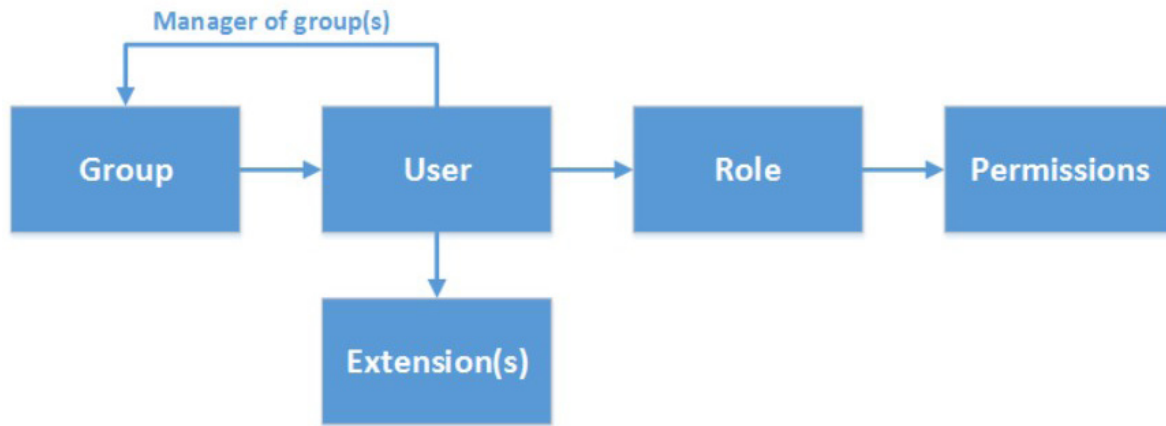 Manager of group(s)
Group
User
Role
Permissions
Extension(s)